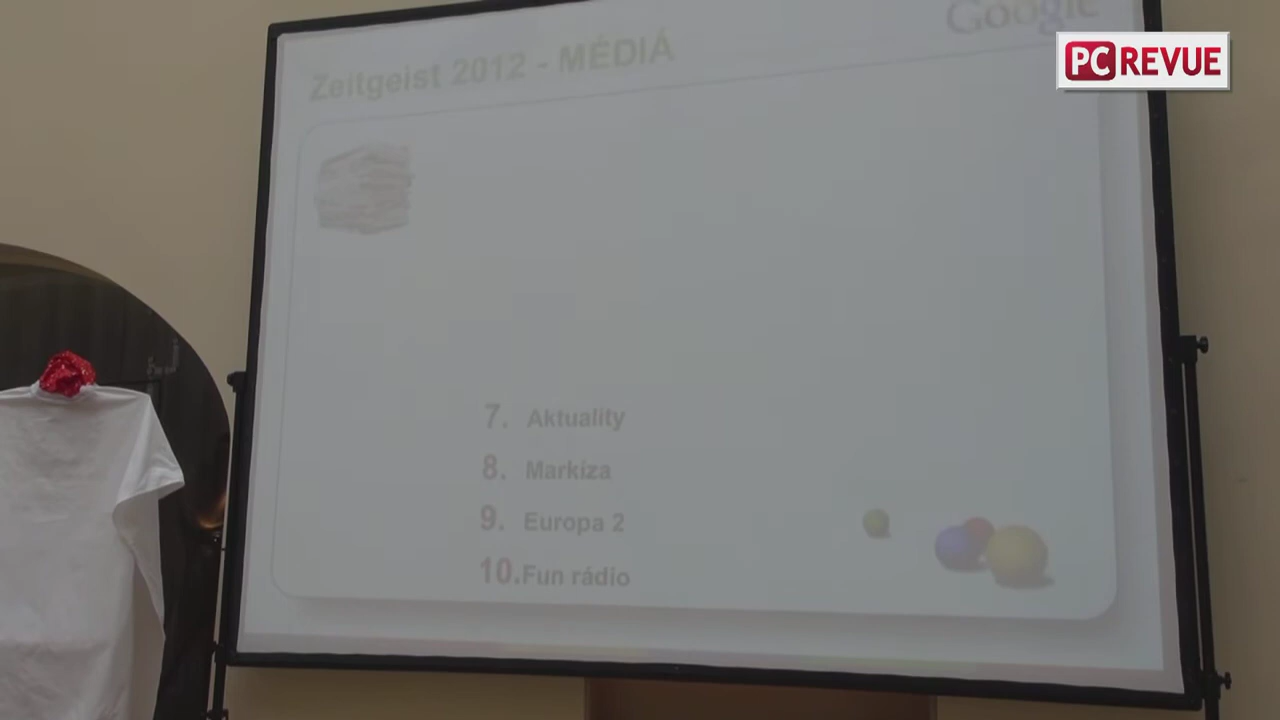 Google
PC REVUE
Zeitgeist 2012 - MÉDIÁ
7. Aktuality
8. Markíza
9. Europa 2
10. Fun rádio